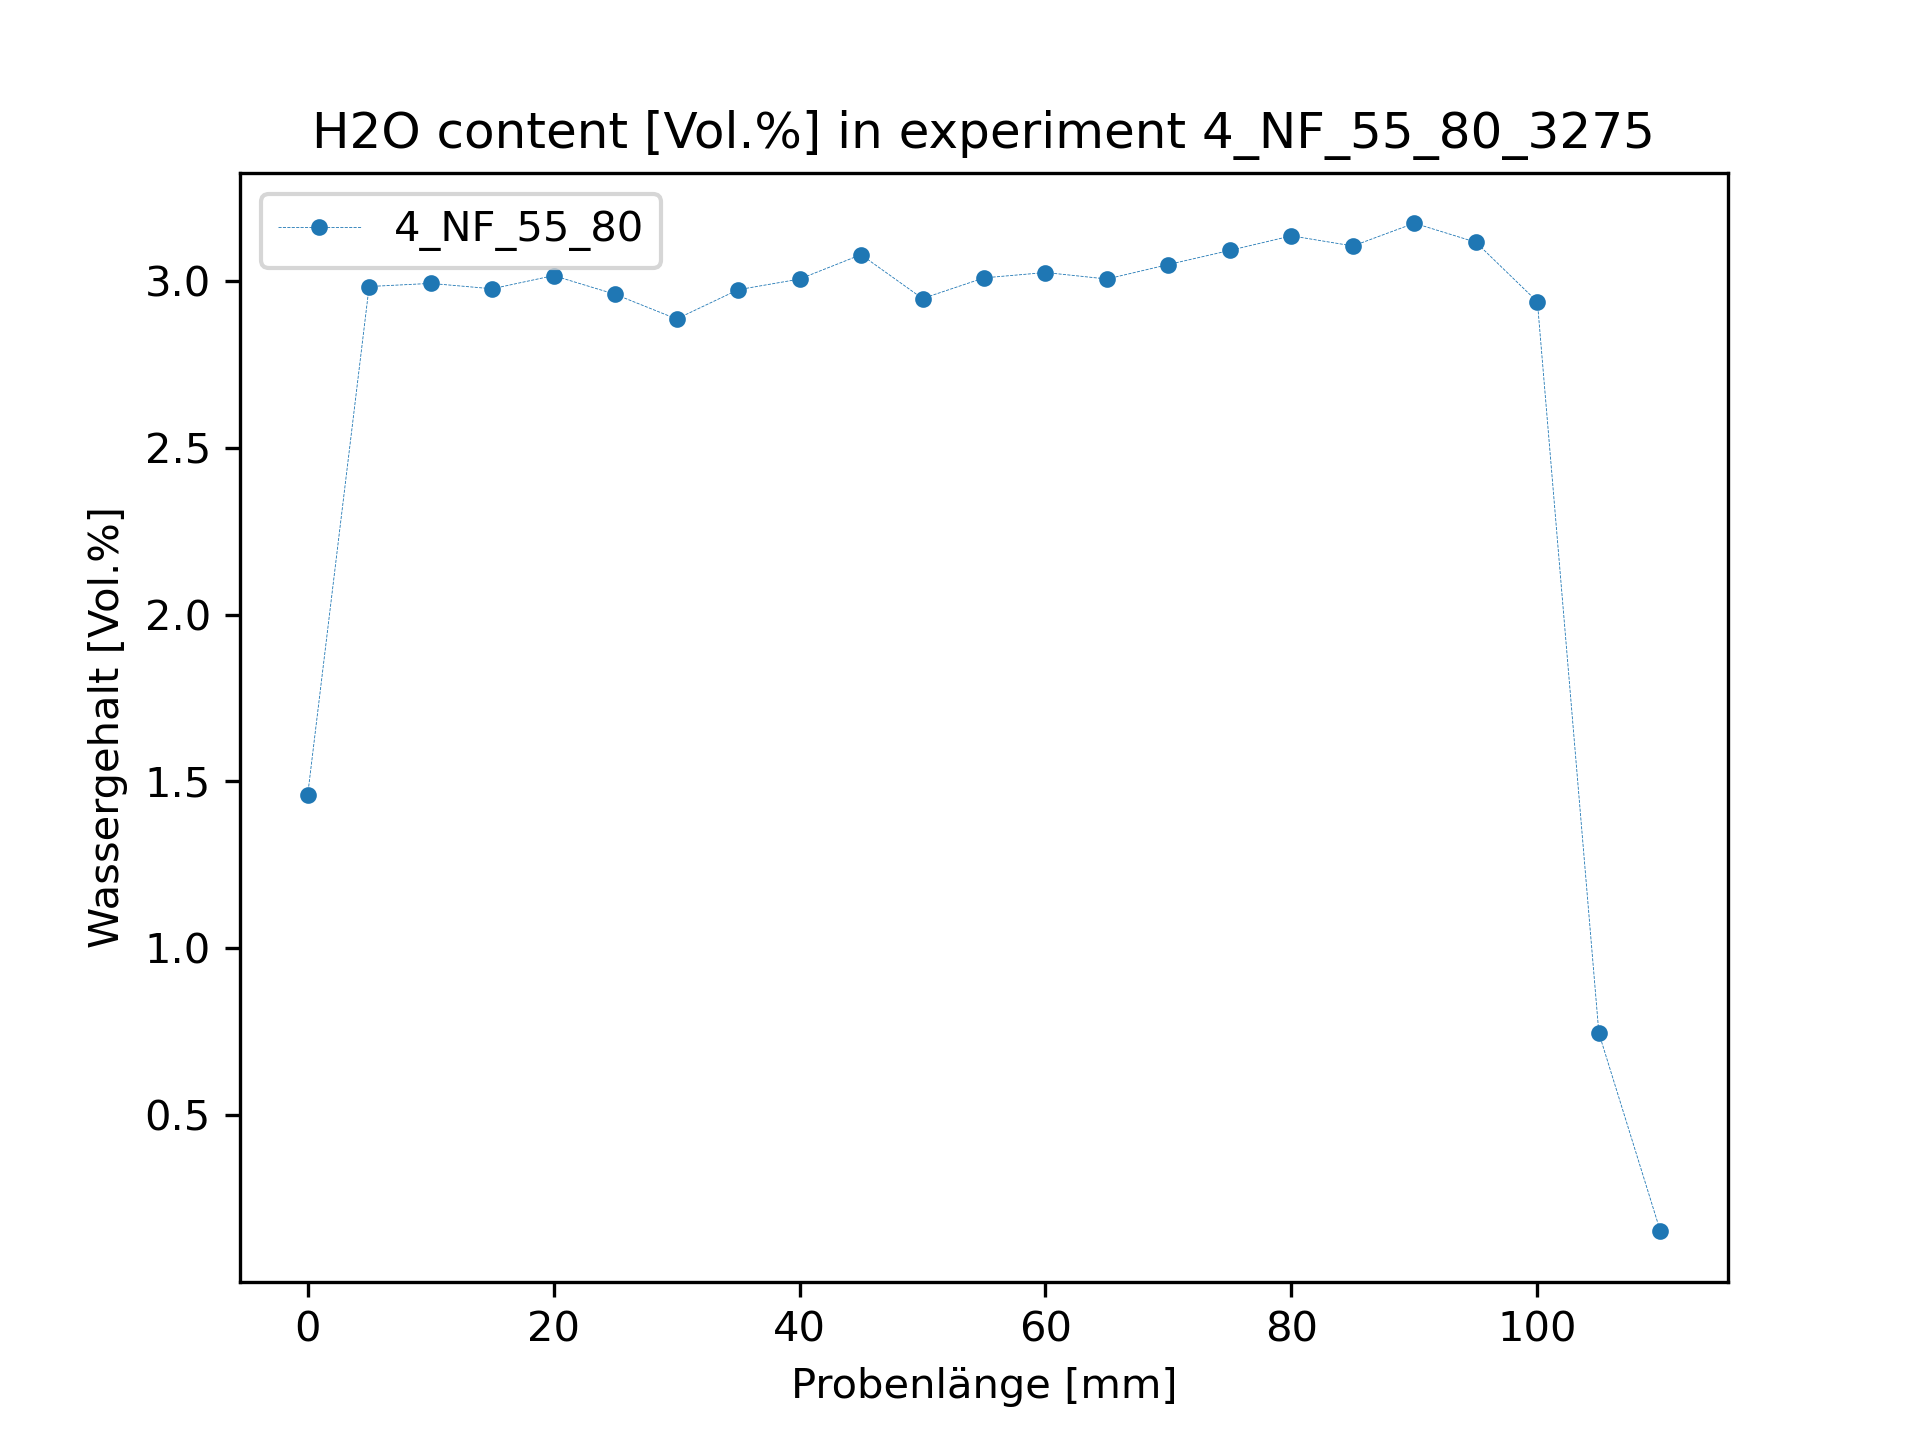 H2O content [Vol.%] in experiment 4_NF_55_80_3275
4_NF_55_80
3.0
2.5
2.0
1.5
1.0
0.5
Wassergehalt [Vol.%]
0 20 40 60 80 100
Probenlänge [mm]